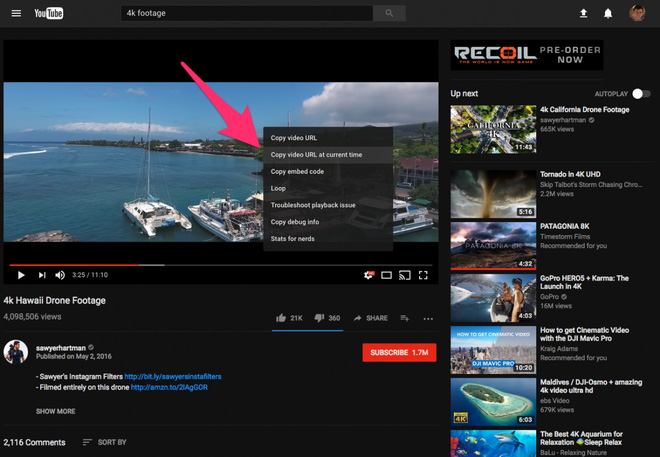 YouTube
4k footage
RECOIL
THE WORLD IS NOW GAME
PRE-ORDER
NOW
Up next
AUTOPLAY
Copy video URL
Copy video URL at current time
Copy embed code
Loop
Troubleshoot playback issue
Copy debug info
Stats for nerds
3:25 / 11:10
4k Hawaii Drone Footage
4,098,506 views
21K
360
SHARE
sawyerhartman
Published on May 2, 2016
SUBSCRIBE 1.7M
- Sawyer's Instagram Filters http://bit.ly/sawyersinstafilters
- Filmed entirely on this drone http://amzn.to/2lAgGOR
SHOW MORE
2,116 Comments
SORT BY
CALIFORNIA
4K
11:43
4k California Drone Footage
sawyerhartman
665K views
5:16
Tornado in 4K UHD
Skip Talbot's Storm Chasing Chro...
2.2M views
PATAGONIA 8K
4:32
PATAGONIA 8K
Timestorm Films
Recommended for you
4:03
GoPro HERO5 + Karma: The
Launch in 4K
GoPro
16M views
HOW TO GET CINEMATIC VIDEO
DJI MAVIC PRO
10:20
How to get Cinematic Video
with the DJI Mavic Pro
Kraig Adams
Recommended for you
4K
6:03
Maldives / DJI-Osmo + amazing
4k video ultra hd
ebs Video
679K views
The Best 4K Aquarium for
Relaxation Sleep Relax
BaLu - Relaxing Nature